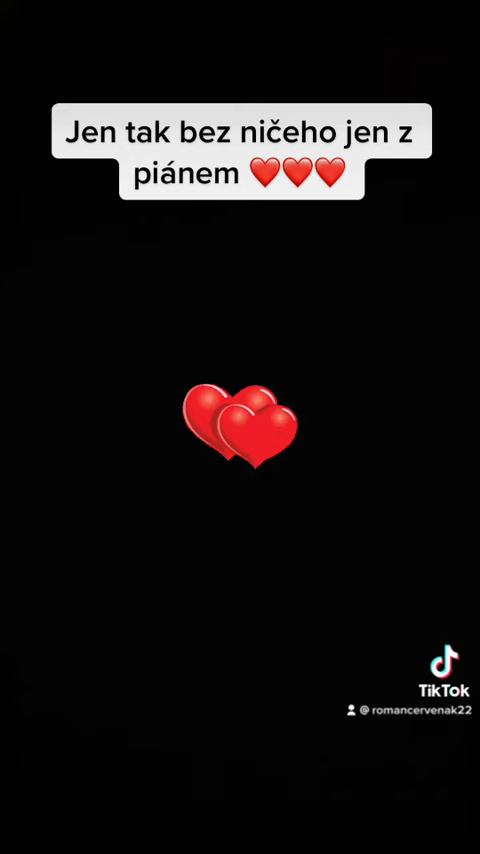 Jen tak bez ničeho jen z
piánem ❤️❤️❤️
TikTok
@ romancervenak22